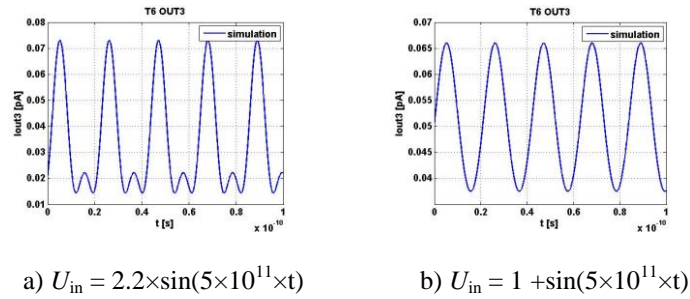 T6 OUT3
0.08
0.07
0.06
0.05
0.04
0.03
0.02
0.01
Iout3 [pA]
simulation
0 0.2 0.4 0.6 0.8 1
t [s]
x 10⁻¹⁰
T6 OUT3
0.07
0.065
0.06
0.055
0.05
0.045
0.04
Iout3 [pA]
simulation
0 0.2 0.4 0.6 0.8 1
t [s]
x 10⁻¹⁰
a) Uin = 2.2×sin(5×10¹¹×t)
b) Uin = 1 +sin(5×10¹¹×t)